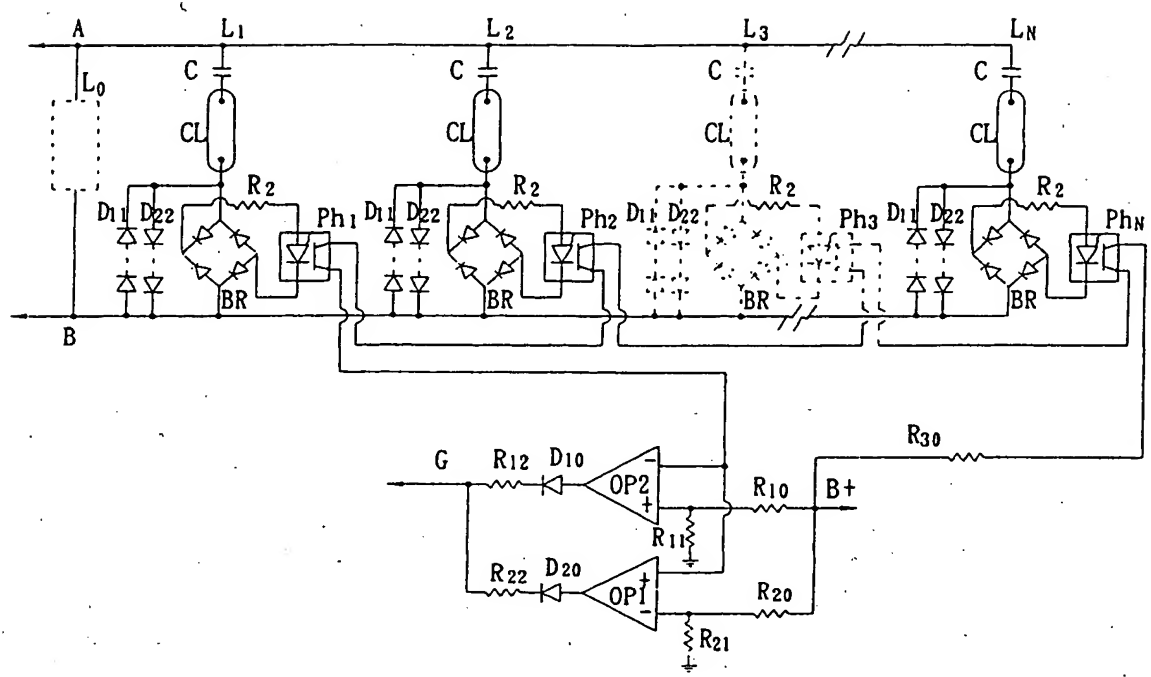 A L₁ L₂ L₃ L_N
L₀ C C C C
CL CL CL CL
R₂ R₂ R₂ R₂
D₁₁ D₂₂ Ph₁ D₁₁ D₂₂ Ph₂ D₁₁ D₂₂ Ph₃ D₁₁ D₂₂ Ph_N
BR BR BR BR
B
R₃₀
G R₁₂ D₁₀ OP2 - + R₁₀ B+
R₁₁
R₂₂ D₂₀ OP1 + - R₂₀
R₂₁